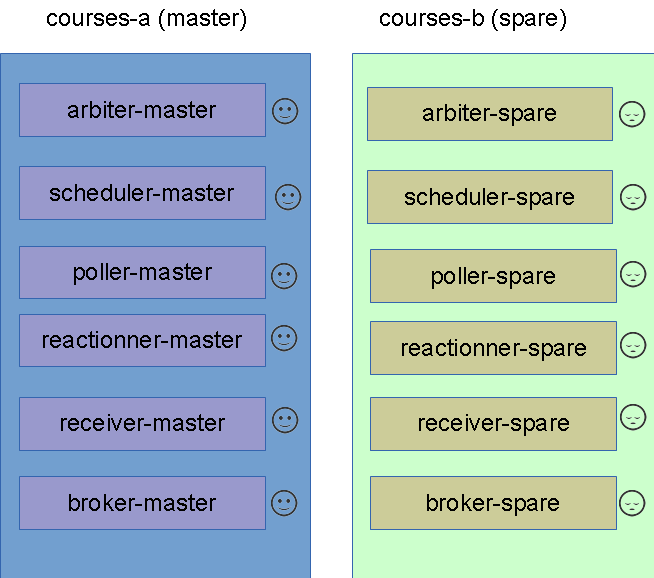 courses-a (master)
courses-b (spare)
arbiter-master
arbiter-spare
scheduler-master
scheduler-spare
poller-master
poller-spare
reactionner-master
reactionner-spare
receiver-master
receiver-spare
broker-master
broker-spare